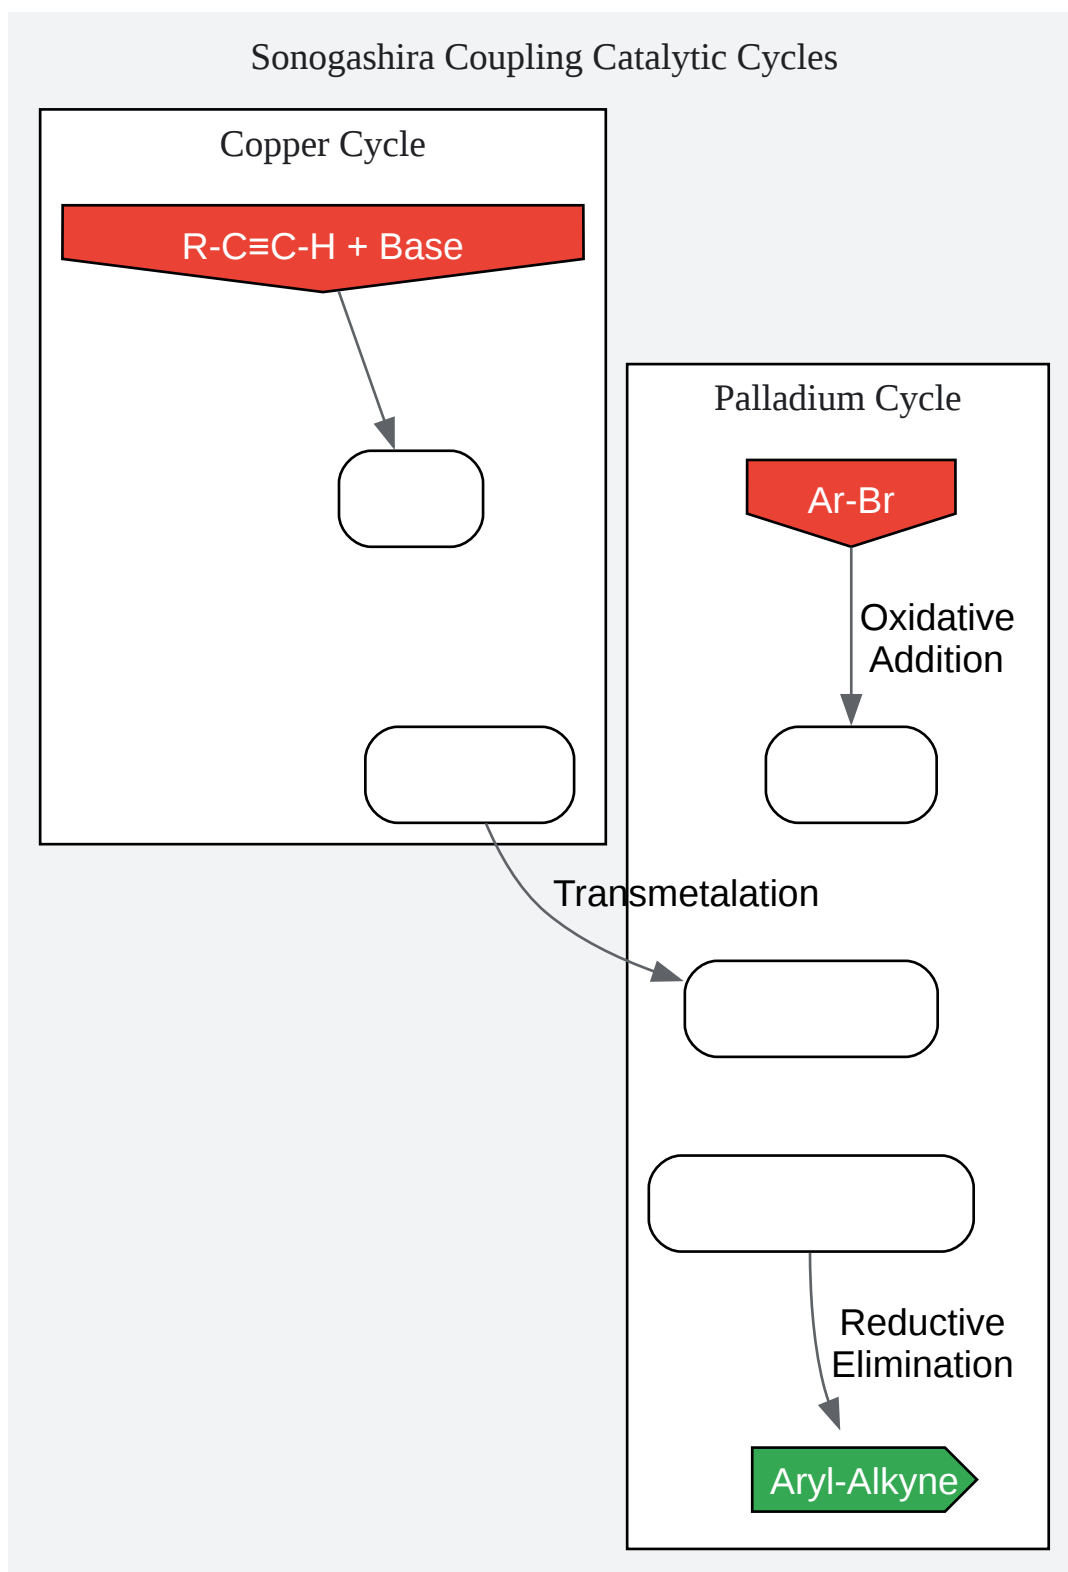 Sonogashira Coupling Catalytic Cycles
Copper Cycle
R-C≡C-H + Base
Palladium Cycle
Ar-Br
Oxidative
Addition
Transmetalation
Reductive
Elimination
Aryl-Alkyne